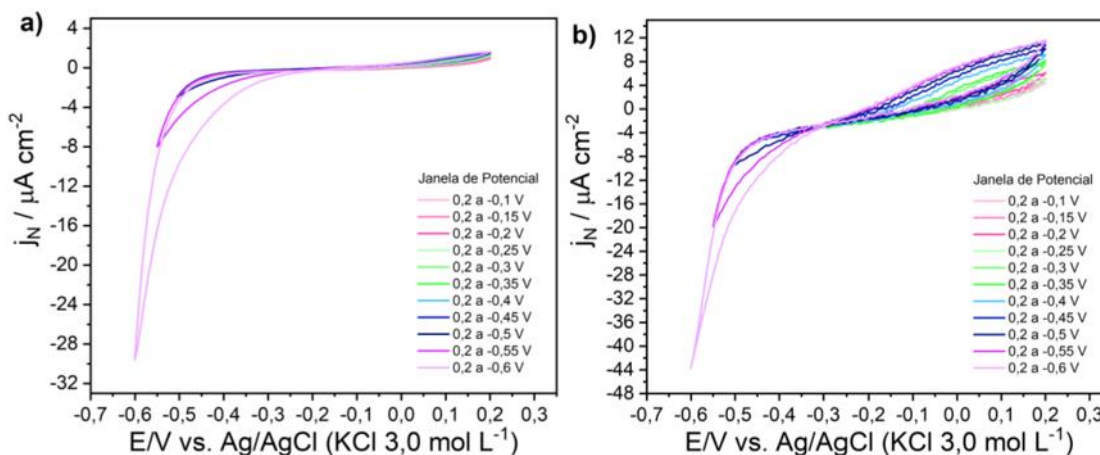 a)
4
0
-4
-8
-12
-16
-20
-24
-28
-32
j_N / µA cm⁻²
Janela de Potencial
0,2 a -0,1 V
0,2 a -0,15 V
0,2 a -0,2 V
0,2 a -0,25 V
0,2 a -0,3 V
0,2 a -0,35 V
0,2 a -0,4 V
0,2 a -0,45 V
0,2 a -0,5 V
0,2 a -0,55 V
0,2 a -0,6 V
-0,7 -0,6 -0,5 -0,4 -0,3 -0,2 -0,1 0,0 0,1 0,2 0,3
E/V vs. Ag/AgCl (KCl 3,0 mol L⁻¹)
b)
12
8
4
0
-4
-8
-12
-16
-20
-24
-28
-32
-36
-40
-44
-48
j_N / µA cm⁻²
Janela de Potencial
0,2 a -0,1 V
0,2 a -0,15 V
0,2 a -0,2 V
0,2 a -0,25 V
0,2 a -0,3 V
0,2 a -0,35 V
0,2 a -0,4 V
0,2 a -0,45 V
0,2 a -0,5 V
0,2 a -0,55 V
0,2 a -0,6 V
-0,7 -0,6 -0,5 -0,4 -0,3 -0,2 -0,1 0,0 0,1 0,2 0,3
E/V vs. Ag/AgCl (KCl 3,0 mol L⁻¹)